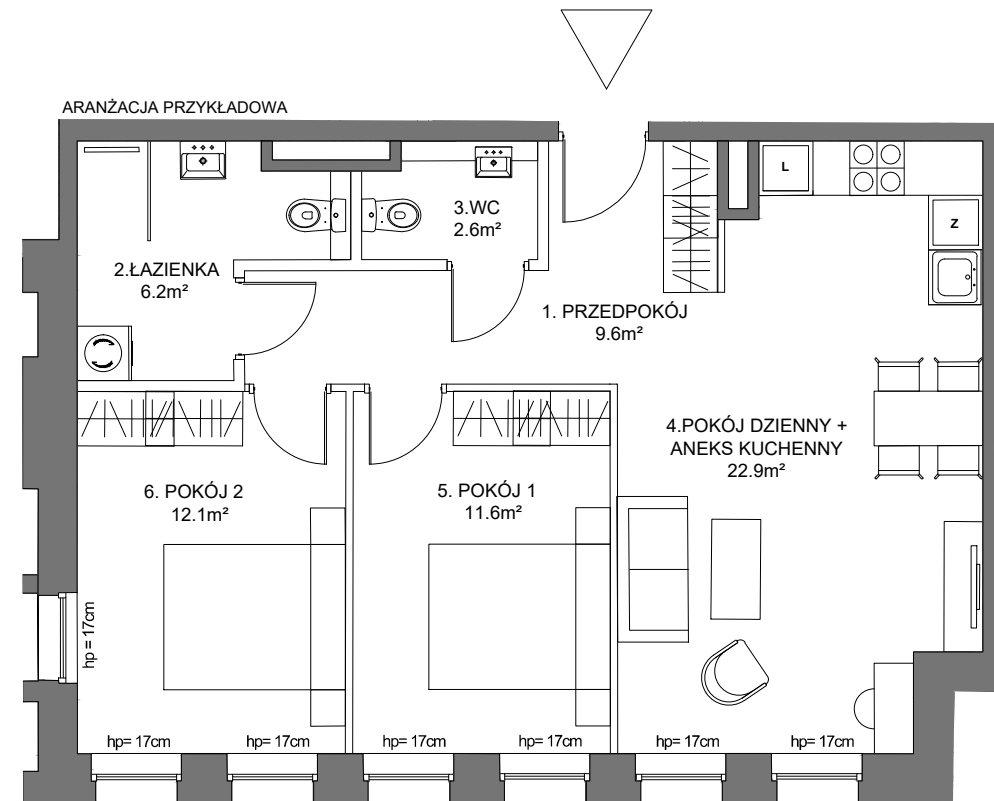 ARANŻACJA PRZYKŁADOWA
L
3.WC
2.6m²
Z
2.ŁAZIENKA
6.2m²
1. PRZEDPOKÓJ
9.6m²
4.POKÓJ DZIENNY +
ANEKS KUCHENNY
22.9m²
6. POKÓJ 2
12.1m²
5. POKÓJ 1
11.6m²
hp = 17cm
hp= 17cm
hp= 17cm
hp= 17cm
hp= 17cm
hp= 17cm
hp= 17cm